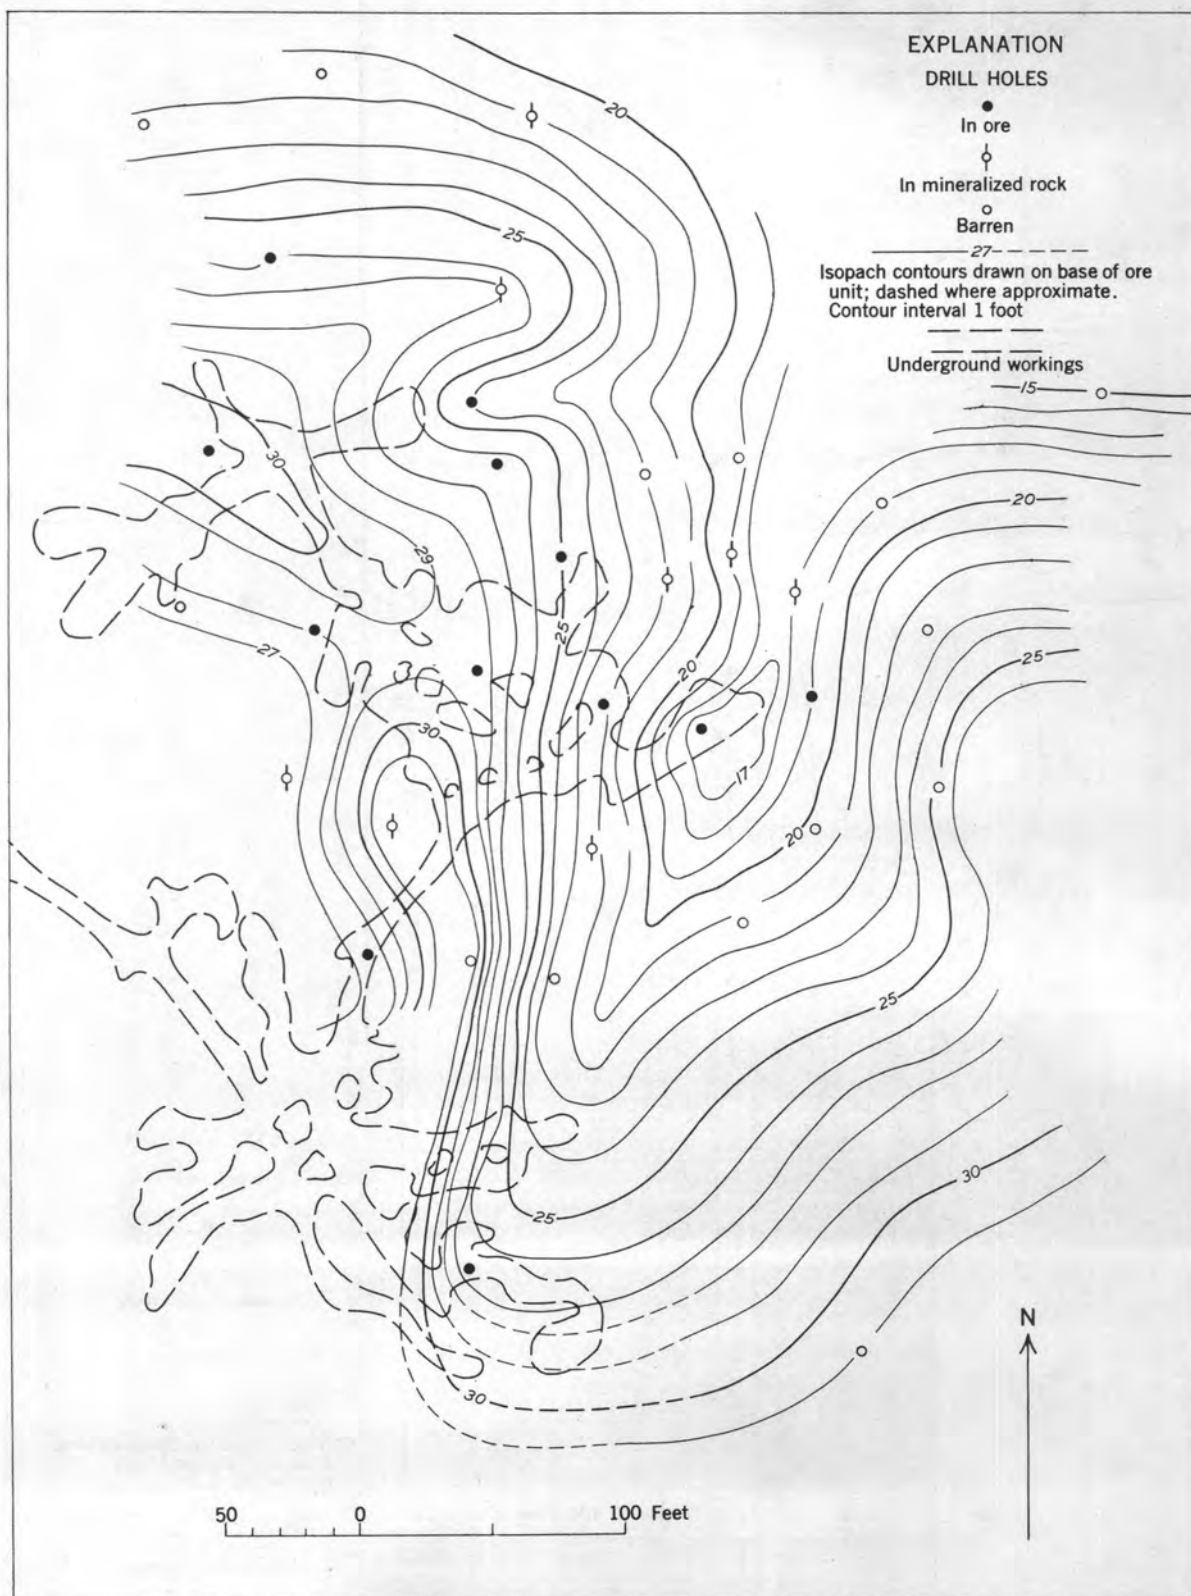 EXPLANATION
DRILL HOLES
In ore
In mineralized rock
Barren
27
Isopach contours drawn on base of ore
unit; dashed where approximate.
Contour interval 1 foot
Underground workings
20
25
15
30
20
29
25
27
25
20
30
17
20
25
30
25
30
N
50 0 100 Feet